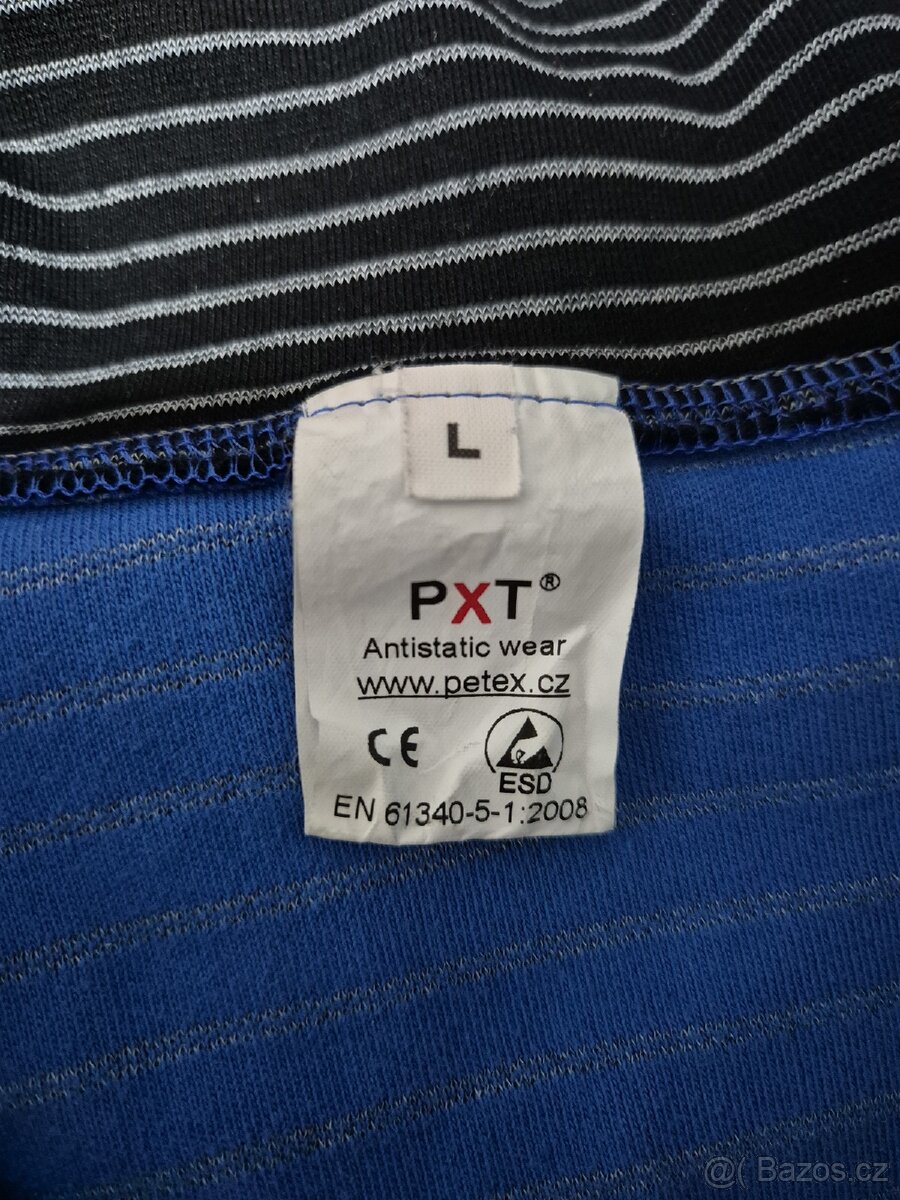 L
PXT®
Antistatic wear
www.petex.cz
CE
ESD
EN 61340-5-1:2008
@( Bazos.cz